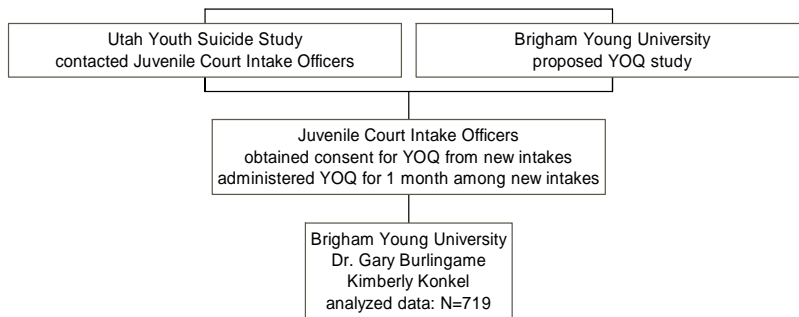 Utah Youth Suicide Study
contacted Juvenile Court Intake Officers
Brigham Young University
proposed YOQ study
Juvenile Court Intake Officers
obtained consent for YOQ from new intakes
administered YOQ for 1 month among new intakes
Brigham Young University
Dr. Gary Burlingame
Kimberly Konkel
analyzed data: N=719